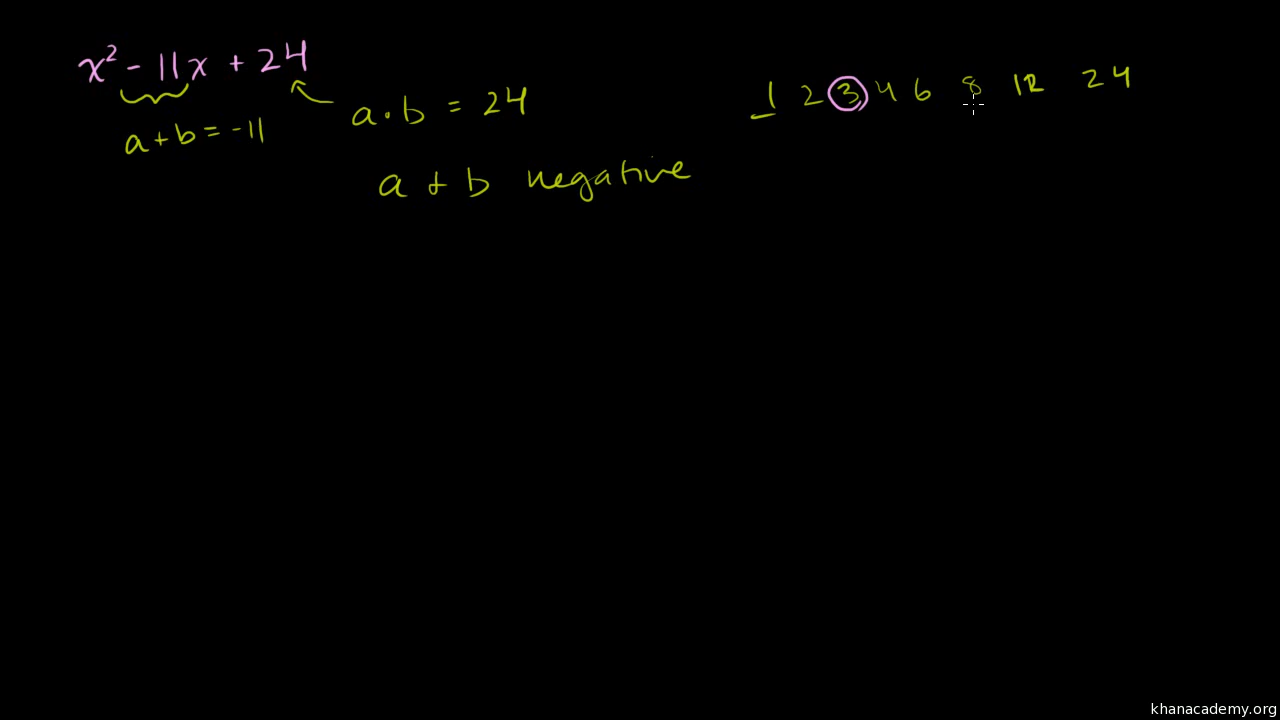 x² - 11x + 24
a + b = -11
a · b = 24
a + b negative
1 2 3 4 6 8 12 24
khanacademy.org